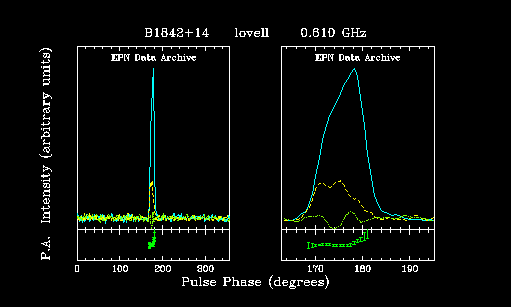 B1842+14 lovell 0.610 GHz
EPN Data Archive EPN Data Archive
Intensity (arbitrary units)
P.A.
0 100 200 300 170 180 190
Pulse Phase (degrees)